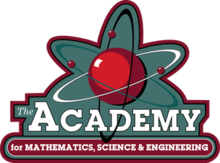 The
ACADEMY
for MATHEMATICS, SCIENCE & ENGINEERING